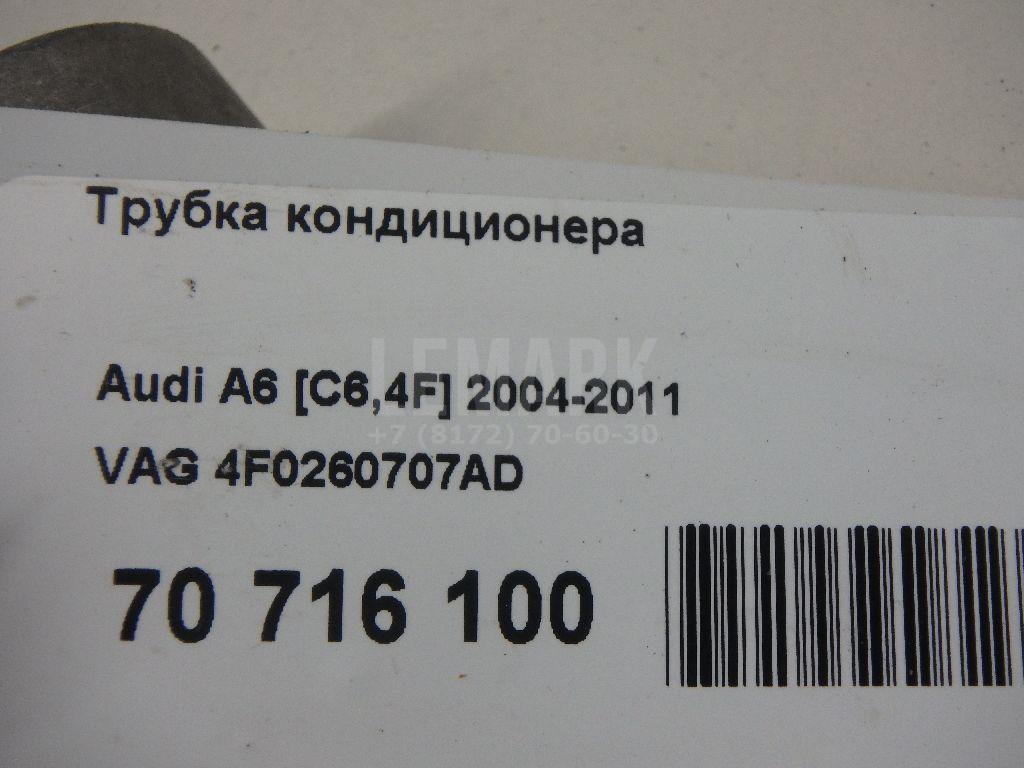 Трубка кондиционера
LEMARK
Audi A6 [C6,4F] 2004-2011
+7 (8172) 70-60-30
VAG 4F0260707AD
70 716 100